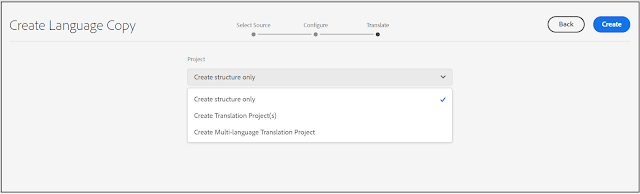 Create Language Copy
Select Source
Configure
Translate
Back
Create
Project
Create structure only
Create structure only
Create Translation Project(s)
Create Multi-language Translation Project